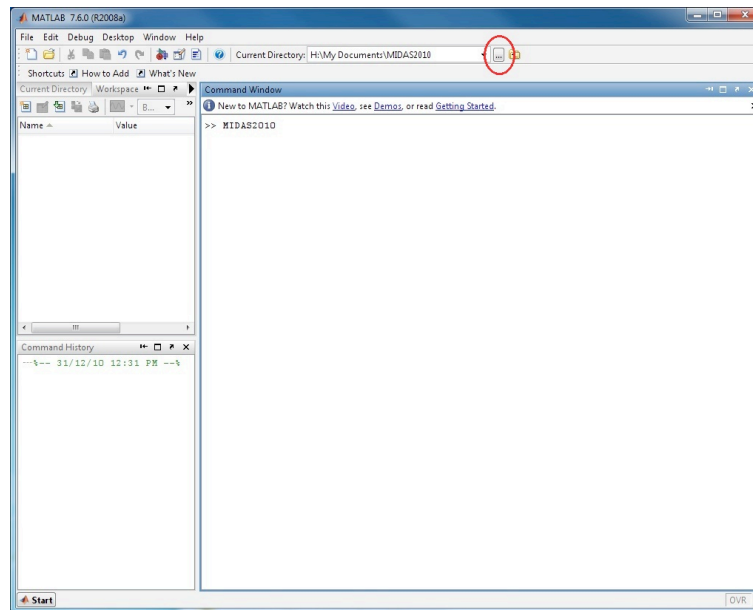 MATLAB 7.6.0 (R2008a)
File Edit Debug Desktop Window Help
Current Directory: H:\My Documents\MIDAS2010 ...
Shortcuts How to Add What's New
Current Directory Workspace
Command Window
B...
New to MATLAB? Watch this Video, see Demos, or read Getting Started.
Name Value
>> MIDAS2010
Command History
%-- 31/12/10 12:31 PM --%
Start
OVR